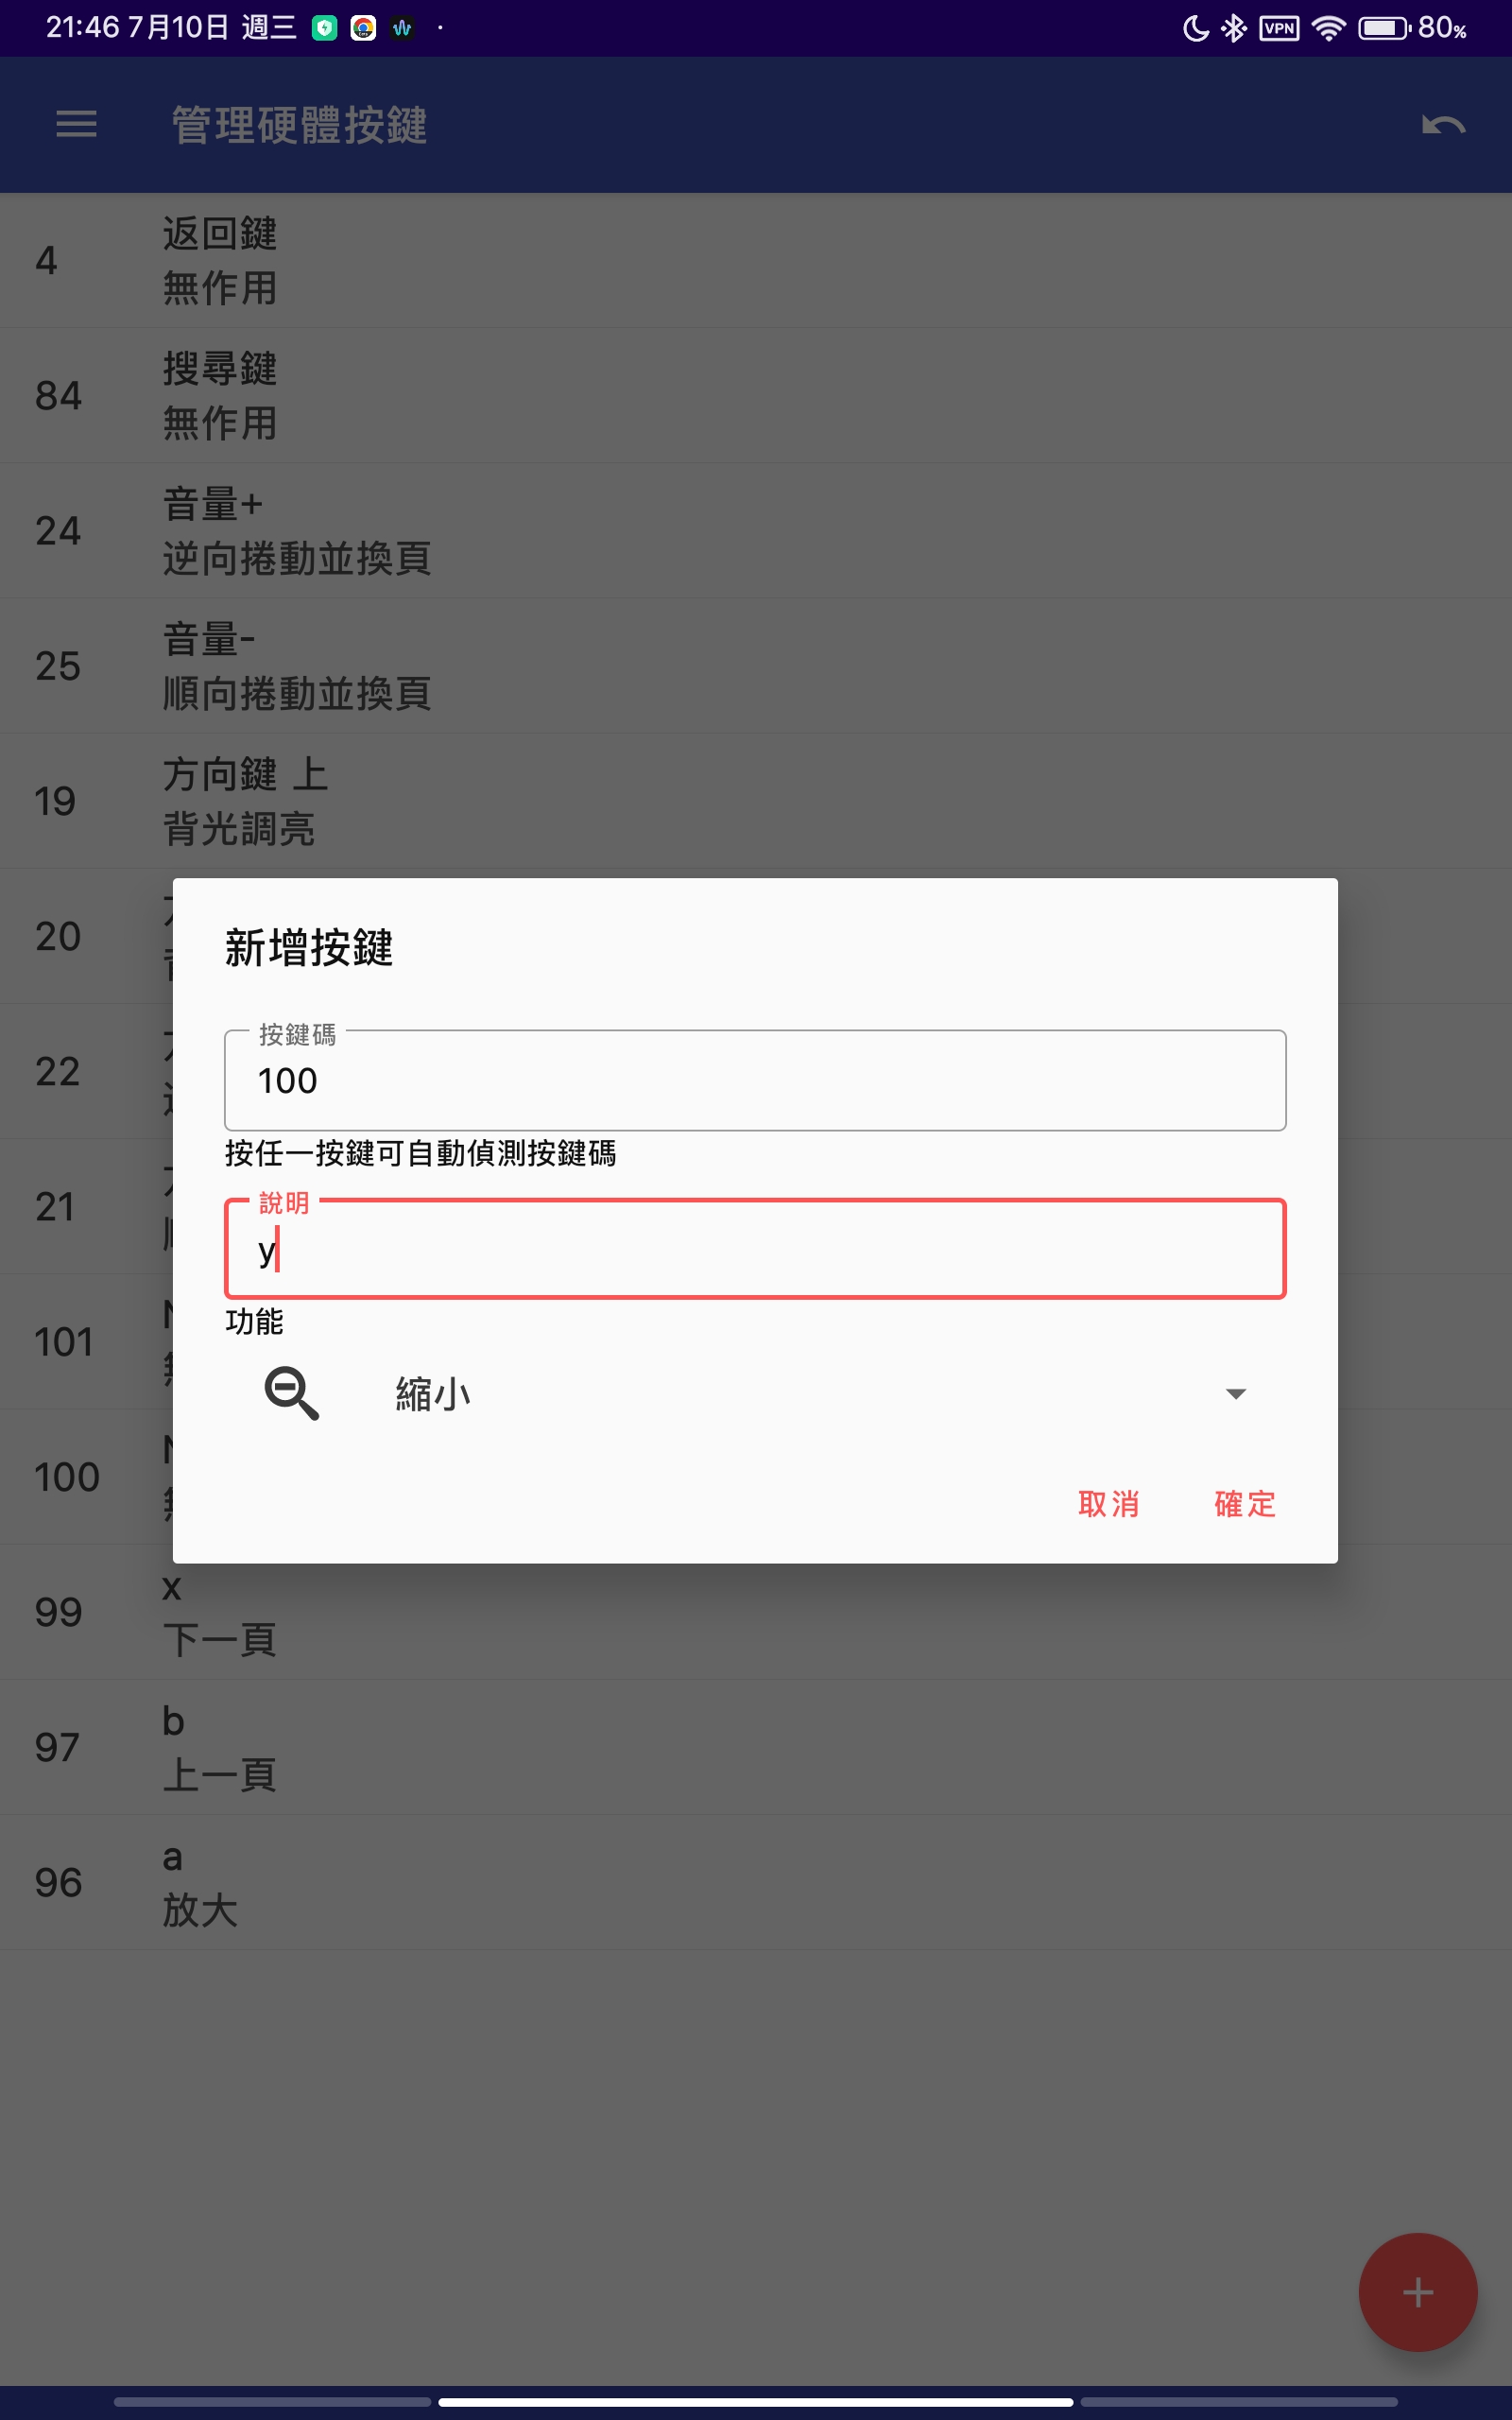 21:46 7月10日 週三
VPN
80%
管理硬體按鍵
4
返回鍵
無作用
84
搜尋鍵
無作用
24
音量+
逆向捲動並換頁
25
音量-
順向捲動並換頁
19
方向鍵 上
背光調亮
20
22
21
101
100
新增按鍵
按鍵碼
100
按任一按鍵可自動偵測按鍵碼
說明
y
功能
縮小
取消
確定
99
x
下一頁
97
b
上一頁
96
a
放大